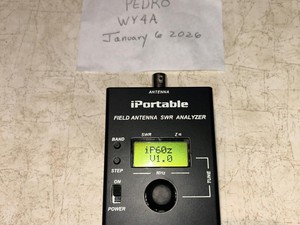 PEDRO
WY4A
January 6 2026
ANTENNA
iPortable
FIELD ANTENNA SWR ANALYZER
BAND
SWR
Z
iP60z
V1.0
STEP
ON
MHz
TUNE
POWER